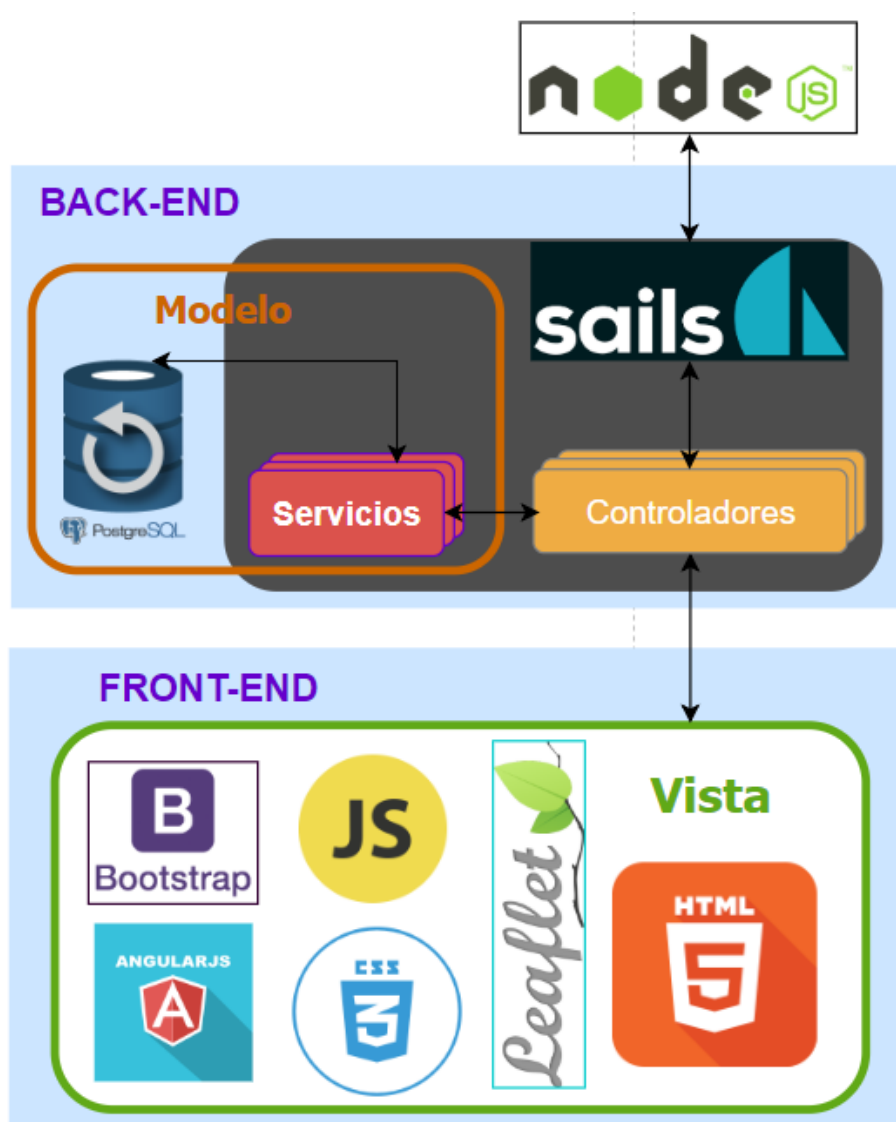 node JS ™
BACK-END
Modelo
sails
Servicios
Controladores
PostgreSQL
FRONT-END
Vista
B
Bootstrap
JS
Leaflet
HTML
5
ANGULARJS
A
CSS
3